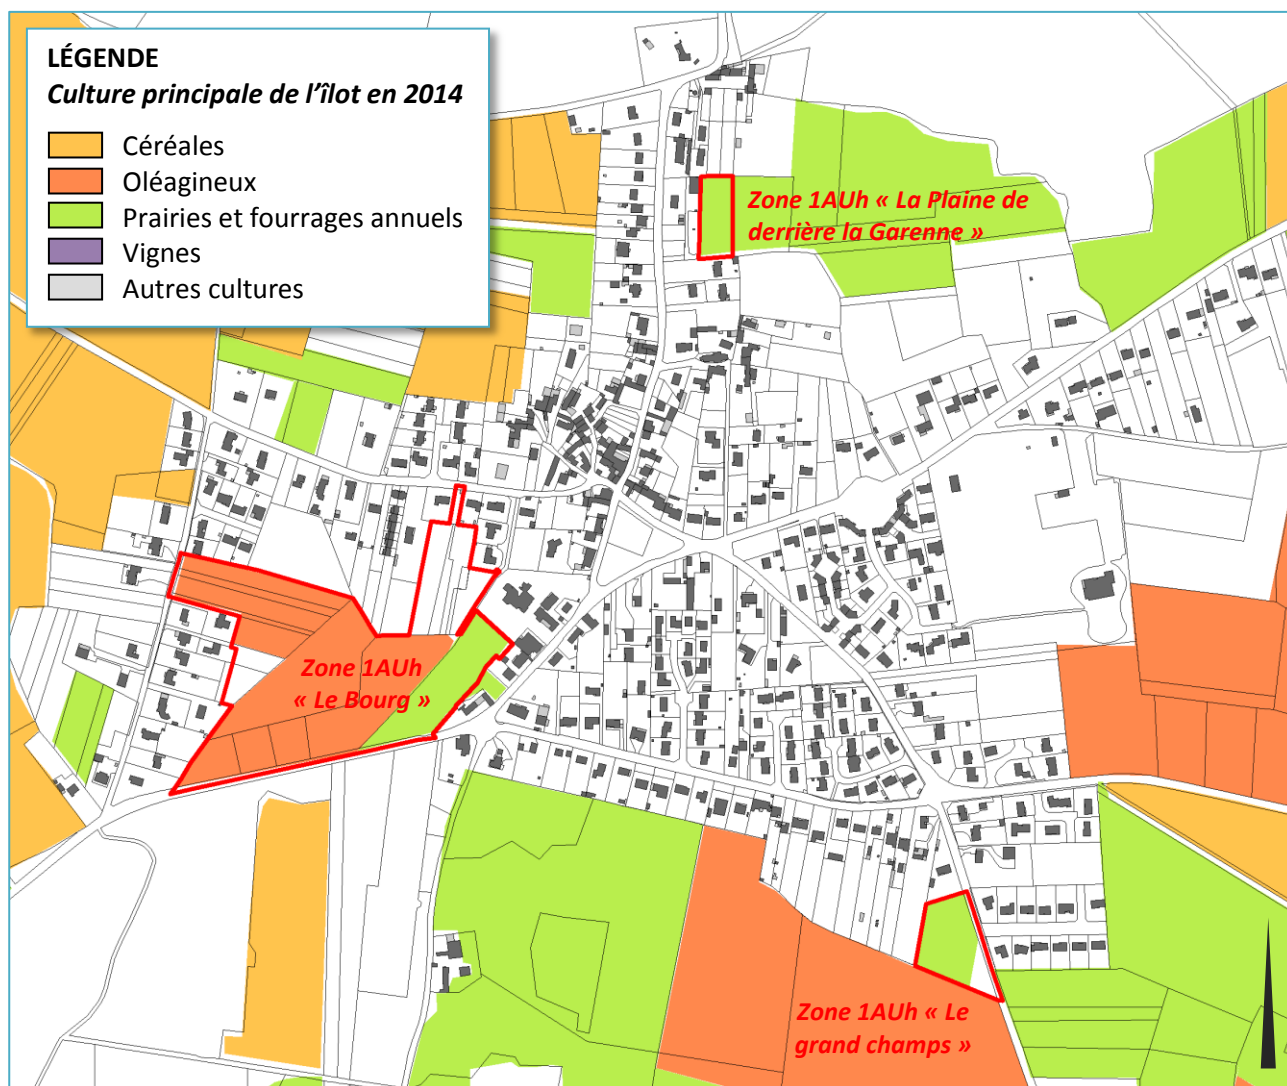 LÉGENDE
Culture principale de l’îlot en 2014
Céréales
Oléagineux
Prairies et fourrages annuels
Vignes
Autres cultures
Zone 1AUh « La Plaine de
derrière la Garenne »
Zone 1AUh
« Le Bourg »
Zone 1AUh « Le
grand champs »